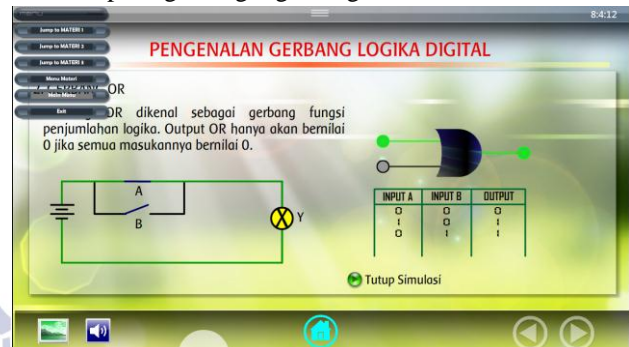 8:4:12
Jump to MATERI 1
Jump to MATERI 2
Jump to MATERI 3
Menu Materi
Main Menu
Exit
PENGENALAN GERBANG LOGIKA DIGITAL
OR
OR dikenal sebagai gerbang fungsi
penjumlahan logika. Output OR hanya akan bernilai
0 jika semua masukannya bernilai 0.
A
B
Y
INPUT A INPUT B OUTPUT
0 0 0
1 0 1
0 1 1
Tutup Simulasi